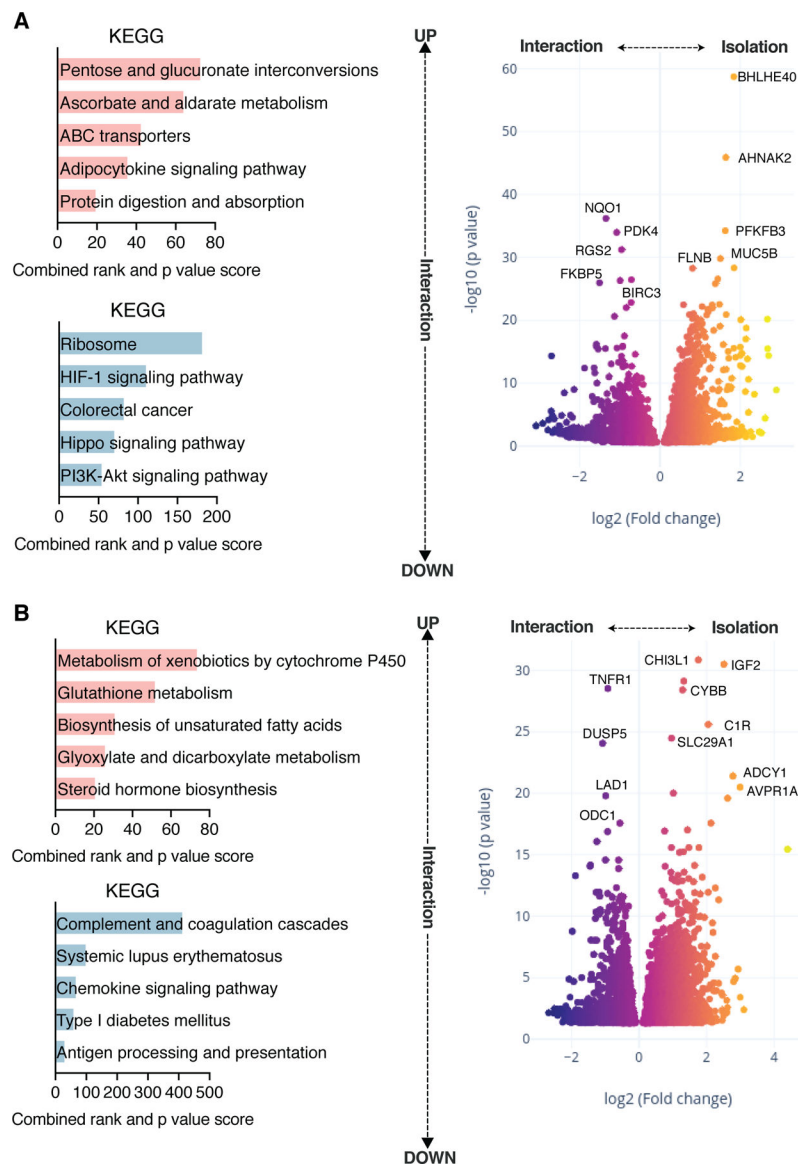 A
KEGG
Pentose and glucuronate interconversions
Ascorbate and aldarate metabolism
ABC transporters
Adipocytokine signaling pathway
Protein digestion and absorption
0 20 40 60 80
Combined rank and p value score
KEGG
Ribosome
HIF-1 signaling pathway
Colorectal cancer
Hippo signaling pathway
PI3K-Akt signaling pathway
0 50 100 150 200
Combined rank and p value score
UP
Interaction
DOWN
Interaction Isolation
60
50
40
30
20
10
0
-log10 (p value)
BHLHE40
AHNAK2
NQO1
PDK4
PFKFB3
RGS2
FLNB
MUC5B
FKBP5
BIRC3
−2 0 2
log2 (Fold change)
B
KEGG
Metabolism of xenobiotics by cytochrome P450
Glutathione metabolism
Biosynthesis of unsaturated fatty acids
Glyoxylate and dicarboxylate metabolism
Steroid hormone biosynthesis
0 20 40 60 80
Combined rank and p value score
KEGG
Complement and coagulation cascades
Systemic lupus erythematosus
Chemokine signaling pathway
Type I diabetes mellitus
Antigen processing and presentation
0 100 200 300 400 500
Combined rank and p value score
UP
Interaction
DOWN
Interaction Isolation
30
25
20
15
10
5
0
-log10 (p value)
CHI3L1
IGF2
TNFR1
CYBB
C1R
DUSP5
SLC29A1
ADCY1
LAD1
AVPR1A
ODC1
−2 0 2 4
log2 (Fold change)